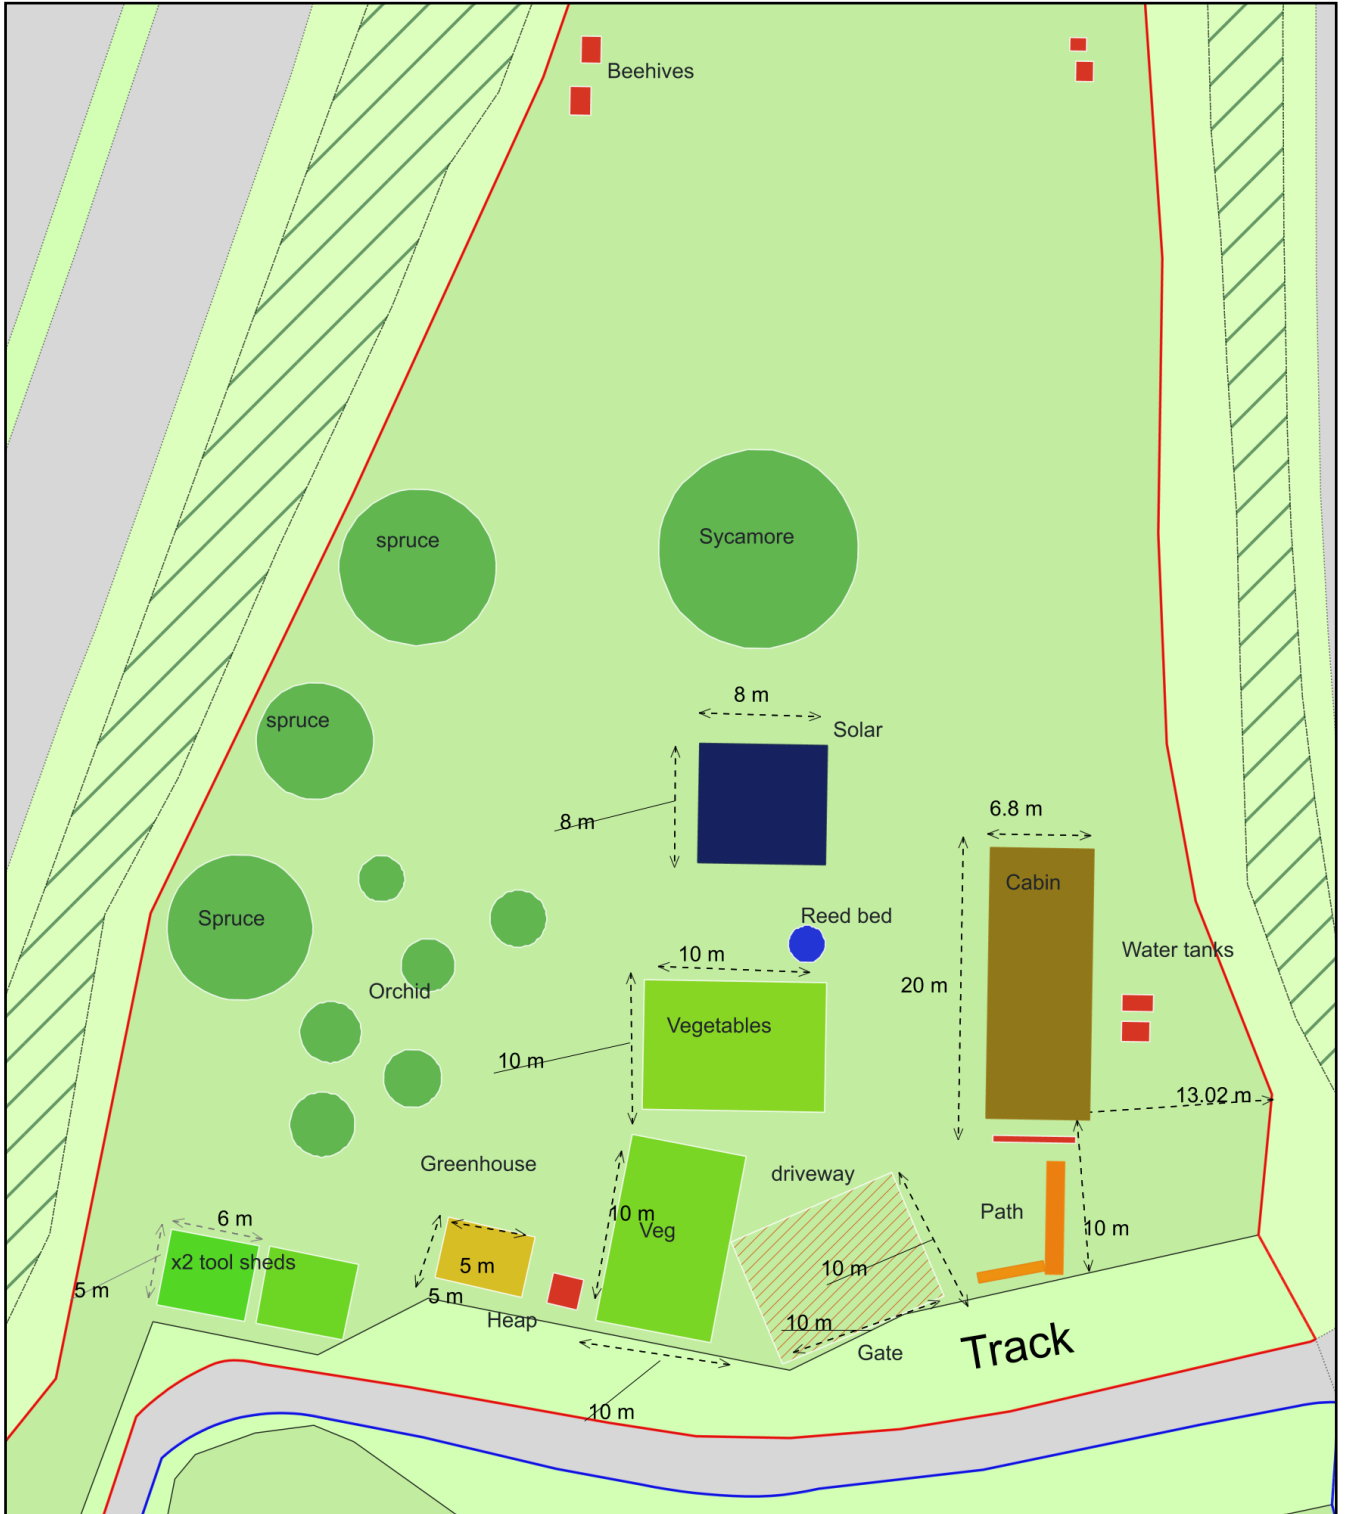 Beehives
spruce
Sycamore
8 m
spruce
Solar
8 m
6.8 m
Cabin
Spruce
Reed bed
Water tanks
10 m
20 m
Orchid
Vegetables
10 m
13.02 m
Greenhouse
driveway
Path
10 m
10 m
Veg
6 m
x2 tool sheds
5 m
5 m
5 m
10 m
Heap
10 m
Gate
Track
10 m